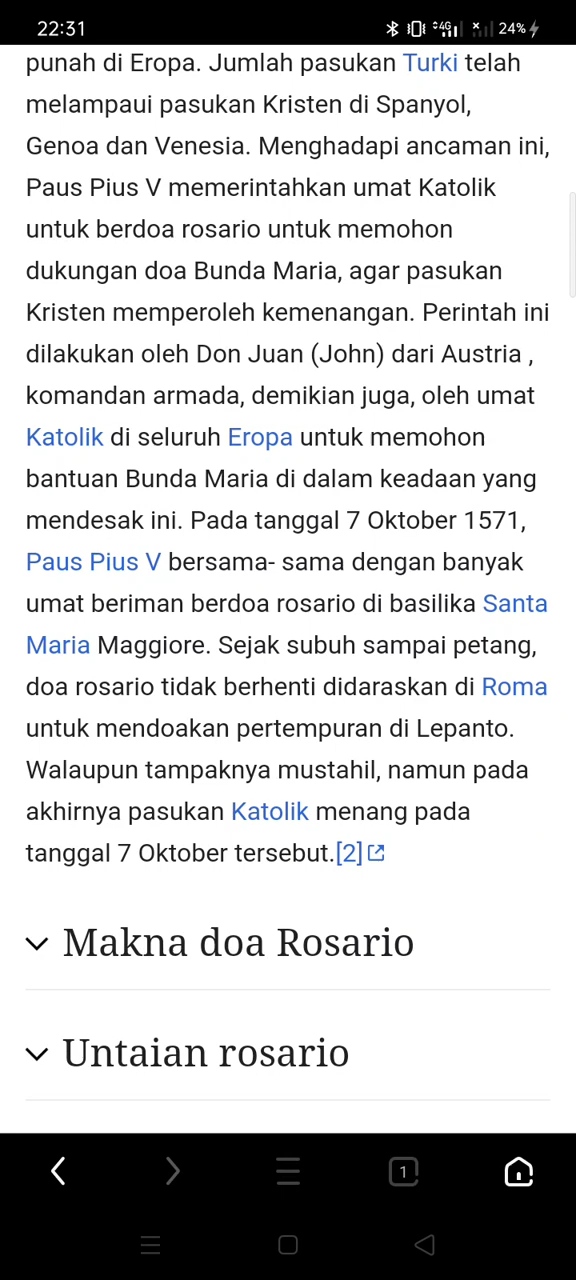 22:31
4G
24%
punah di Eropa. Jumlah pasukan Turki telah
melampaui pasukan Kristen di Spanyol,
Genoa dan Venesia. Menghadapi ancaman ini,
Paus Pius V memerintahkan umat Katolik
untuk berdoa rosario untuk memohon
dukungan doa Bunda Maria, agar pasukan
Kristen memperoleh kemenangan. Perintah ini
dilakukan oleh Don Juan (John) dari Austria ,
komandan armada, demikian juga, oleh umat
Katolik di seluruh Eropa untuk memohon
bantuan Bunda Maria di dalam keadaan yang
mendesak ini. Pada tanggal 7 Oktober 1571,
Paus Pius V bersama- sama dengan banyak
umat beriman berdoa rosario di basilika Santa
Maria Maggiore. Sejak subuh sampai petang,
doa rosario tidak berhenti didaraskan di Roma
untuk mendoakan pertempuran di Lepanto.
Walaupun tampaknya mustahil, namun pada
akhirnya pasukan Katolik menang pada
tanggal 7 Oktober tersebut.[2]
Makna doa Rosario
Untaian rosario
1